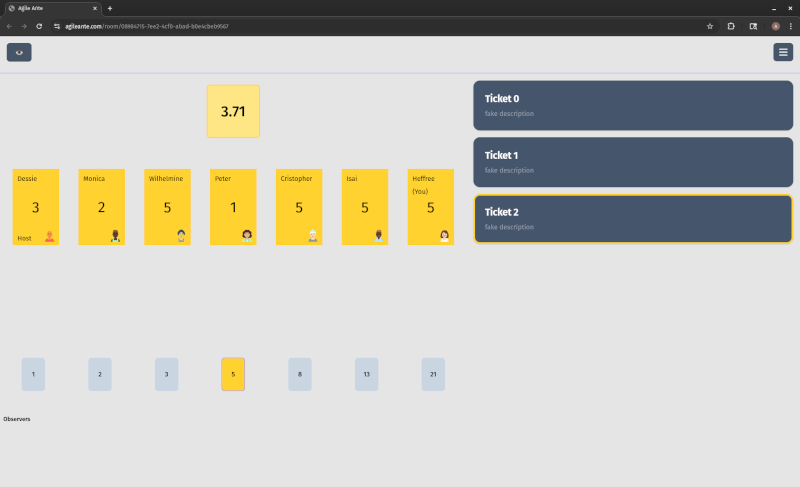 Agile Ante
agileante.com/room/08984715-7ee2-4cf9-abad-b0e4cbeb9567
A
3.71
Dessie
3
Host
Monica
2
Wilhelmine
5
Peter
1
Cristopher
5
Isai
5
Heffree
(You)
5
1
2
3
5
8
13
21
Observers
Ticket 0
fake description
Ticket 1
fake description
Ticket 2
fake description